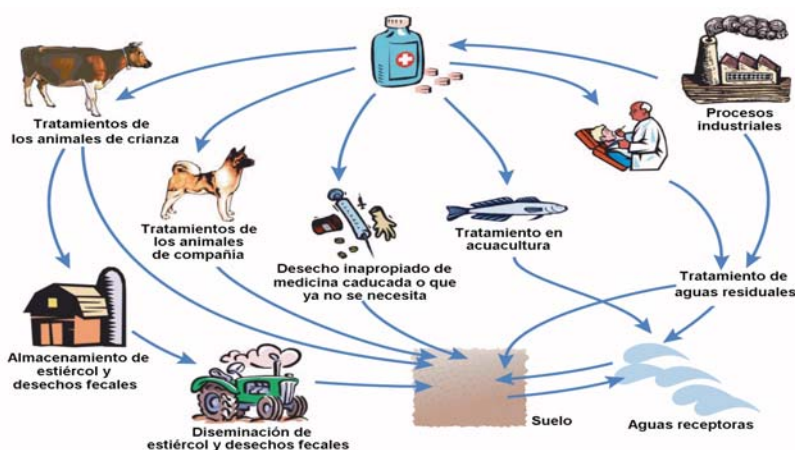 Tratamientos de
los animales de crianza
Procesos
industriales
Tratamientos de
los animales
de compañía
Desecho inapropiado de
medicina caducada o que
ya no se necesita
Tratamiento en
acuacultura
Tratamiento de
aguas residuales
Almacenamiento de
estiércol y
desechos fecales
Diseminación de
estiércol y desechos fecales
Suelo
Aguas receptoras